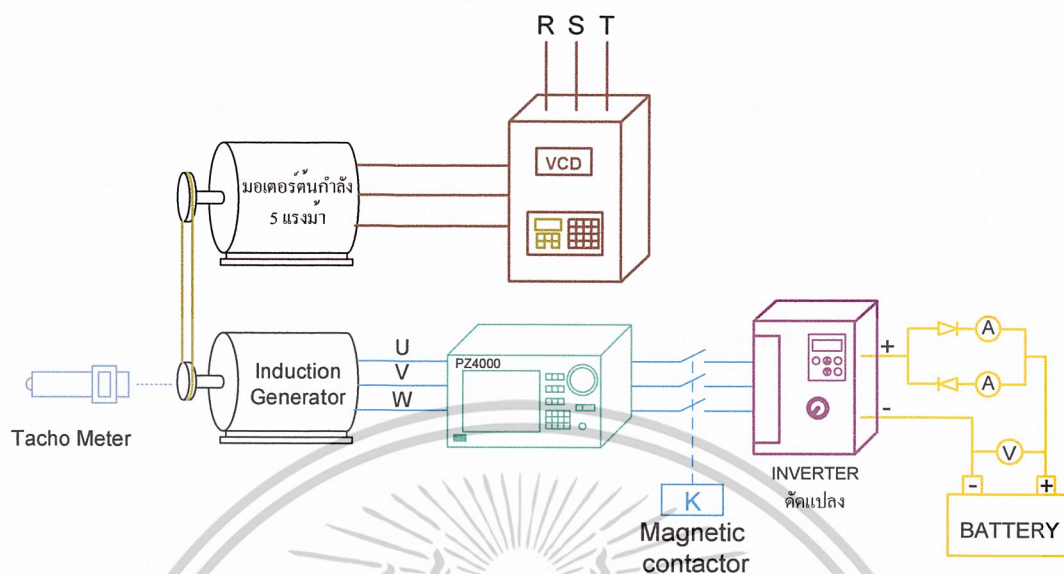 R S T
VCD
มอเตอร์ต้นกำลัง
5 แรงม้า
U
V
W
Induction
Generator
PZ4000
Tacho Meter
K
Magnetic
contactor
+
-
INVERTER
ดัดแปลง
A
A
V
-
+
BATTERY